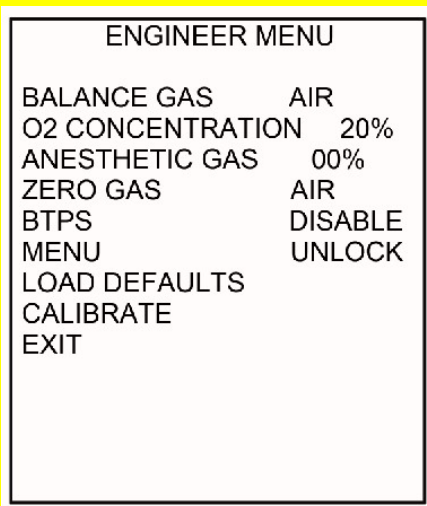 ENGINEER MENU
BALANCE GAS AIR
O2 CONCENTRATION 20%
ANESTHETIC GAS 00%
ZERO GAS AIR
BTPS DISABLE
MENU UNLOCK
LOAD DEFAULTS
CALIBRATE
EXIT